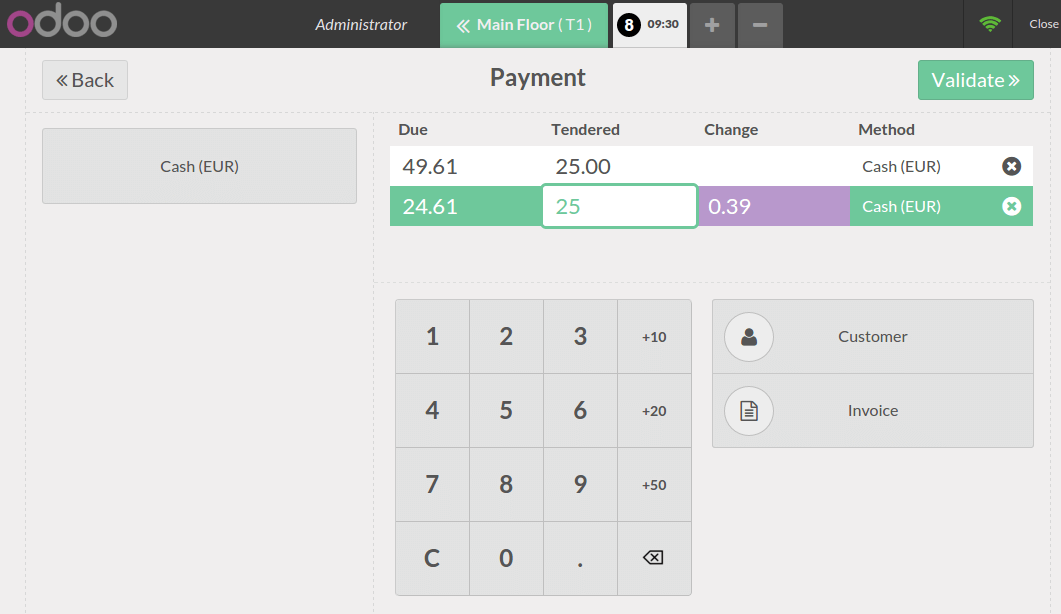 odoo Administrator « Main Floor ( T1 ) 8 09:30 + − Close
« Back Payment Validate »
Cash (EUR)
Due Tendered Change Method
49.61 25.00 Cash (EUR)
24.61 25 0.39 Cash (EUR)
1 2 3 +10
4 5 6 +20
7 8 9 +50
C 0 .
Customer
Invoice